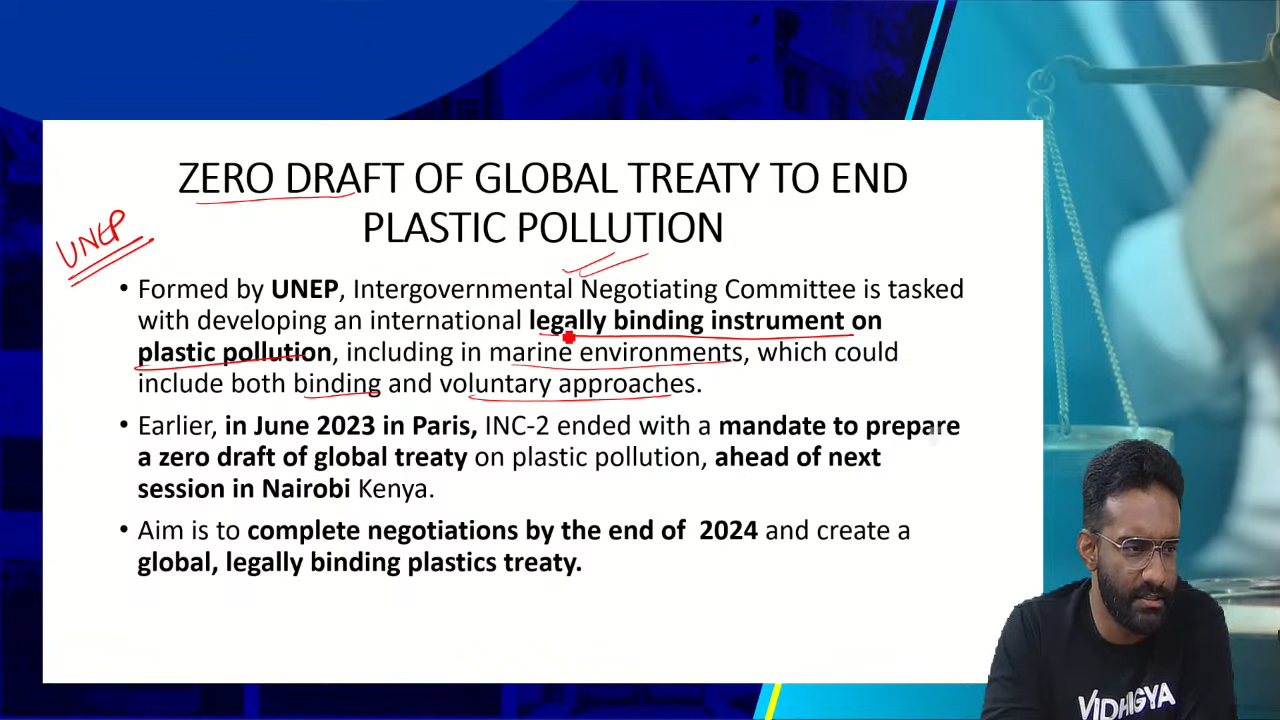 ZERO DRAFT OF GLOBAL TREATY TO END
PLASTIC POLLUTION
UNEP
• Formed by UNEP, Intergovernmental Negotiating Committee is tasked
with developing an international legally binding instrument on
plastic pollution, including in marine environments, which could
include both binding and voluntary approaches.
• Earlier, in June 2023 in Paris, INC-2 ended with a mandate to prepare
a zero draft of global treaty on plastic pollution, ahead of next
session in Nairobi Kenya.
• Aim is to complete negotiations by the end of 2024 and create a
global, legally binding plastics treaty.
VIDHIGYA